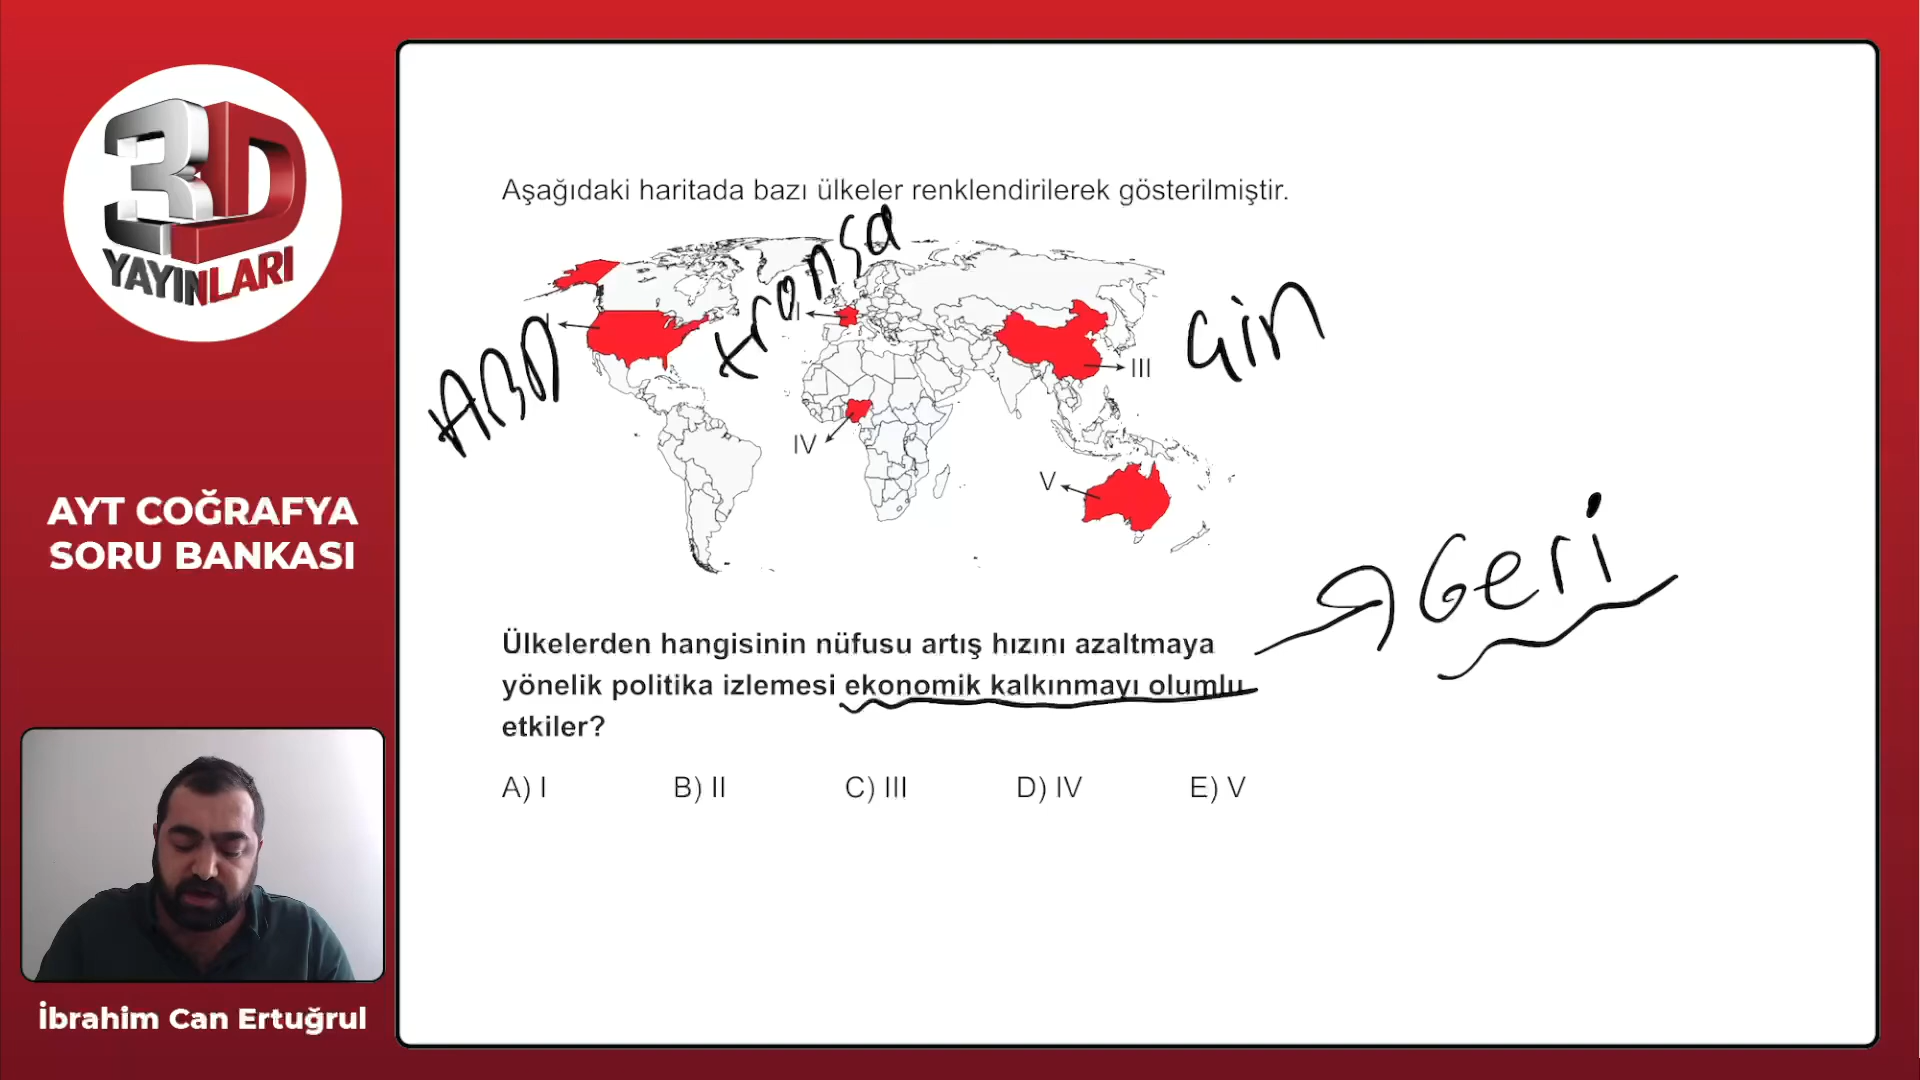 3D
YAYINLARI
AYT COĞRAFYA
SORU BANKASI
İbrahim Can Ertuğrul
Aşağıdaki haritada bazı ülkeler renklendirilerek gösterilmiştir.
ABD
fransa
Çin
I
III
IV
V
Geri
Ülkelerden hangisinin nüfusu artış hızını azaltmaya
yönelik politika izlemesi ekonomik kalkınmayı olumlu
etkiler?
A) I B) II C) III D) IV E) V